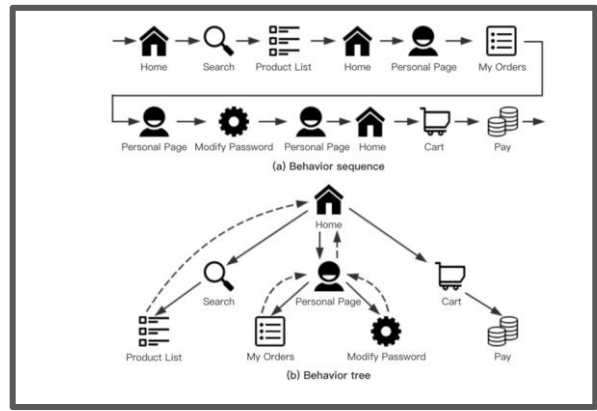 Home Search Product List Home Personal Page My Orders
Personal Page Modify Password Personal Page Home Cart Pay
(a) Behavior sequence
Home
Search Personal Page Cart
Product List My Orders Modify Password Pay
(b) Behavior tree